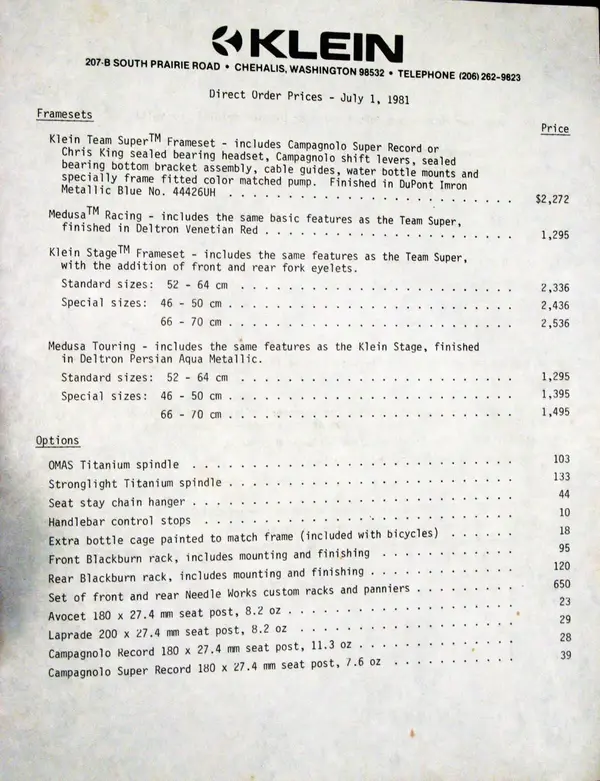 KLEIN
207-B SOUTH PRAIRIE ROAD • CHEHALIS, WASHINGTON 98532 • TELEPHONE (206) 262-9823
Direct Order Prices - July 1, 1981
Framesets
Price
Klein Team Super™ Frameset - includes Campagnolo Super Record or
Chris King sealed bearing headset, Campagnolo shift levers, sealed
bearing bottom bracket assembly, cable guides, water bottle mounts and
specially frame fitted color matched pump. Finished in DuPont Imron
Metallic Blue No. 44426UH . . . . . . . . . . . . . . . . . . . . . . . $2,272
Medusa™ Racing - includes the same basic features as the Team Super,
finished in Deltron Venetian Red . . . . . . . . . . . . . . . . . . . . 1,295
Klein Stage™ Frameset - includes the same features as the Team Super,
with the addition of front and rear fork eyelets.
Standard sizes: 52 - 64 cm . . . . . . . . . . . . . . . . . . . . . . 2,336
Special sizes: 46 - 50 cm . . . . . . . . . . . . . . . . . . . . . . . 2,436
66 - 70 cm . . . . . . . . . . . . . . . . . . . . . . . 2,536
Medusa Touring - includes the same features as the Klein Stage, finished
in Deltron Persian Aqua Metallic.
Standard sizes: 52 - 64 cm . . . . . . . . . . . . . . . . . . . . . . 1,295
Special sizes: 46 - 50 cm . . . . . . . . . . . . . . . . . . . . . . . 1,395
66 - 70 cm . . . . . . . . . . . . . . . . . . . . . . . 1,495
Options
OMAS Titanium spindle . . . . . . . . . . . . . . . . . . . . . . . . . 103
Stronglight Titanium spindle . . . . . . . . . . . . . . . . . . . . . . 133
Seat stay chain hanger . . . . . . . . . . . . . . . . . . . . . . . . . 44
Handlebar control stops . . . . . . . . . . . . . . . . . . . . . . . . 10
Extra bottle cage painted to match frame (included with bicycles) . . . . . 18
Front Blackburn rack, includes mounting and finishing . . . . . . . . . . 95
Rear Blackburn rack, includes mounting and finishing . . . . . . . . . . . 120
Set of front and rear Needle Works custom racks and panniers . . . . . . . 650
Avocet 180 x 27.4 mm seat post, 8.2 oz . . . . . . . . . . . . . . . . . 23
Laprade 200 x 27.4 mm seat post, 8.2 oz . . . . . . . . . . . . . . . . 29
Campagnolo Record 180 x 27.4 mm seat post, 11.3 oz . . . . . . . . . . . 28
Campagnolo Super Record 180 x 27.4 mm seat post, 7.6 oz . . . . . . . . . 39